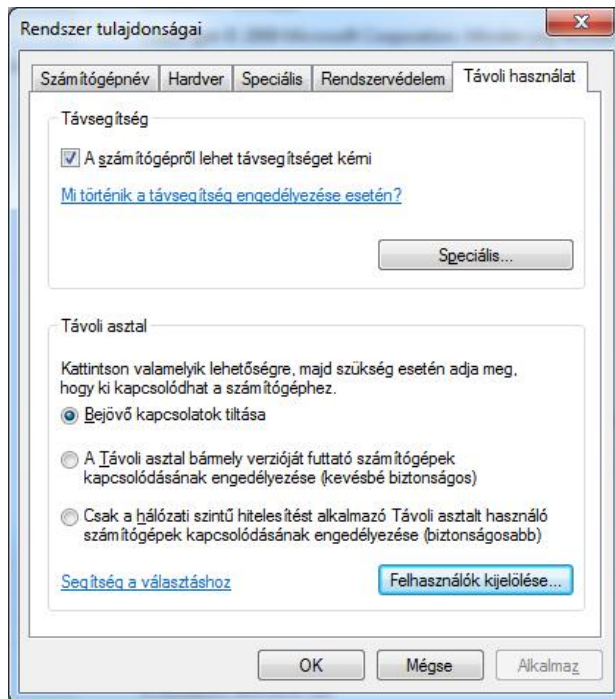 Rendszer tulajdonságai
Számítógépnév
Hardver
Speciális
Rendszervédelem
Távoli használat
Távsegítség
A számítógépről lehet távsegítséget kérni
Mi történik a távsegítség engedélyezése esetén?
Speciális...
Távoli asztal
Kattintson valamelyik lehetőségre, majd szükség esetén adja meg,
hogy ki kapcsolódhat a számítógéphez.
Bejövő kapcsolatok tiltása
A Távoli asztal bármely verzióját futtató számítógépek
kapcsolódásának engedélyezése (kevésbé biztonságos)
Csak a hálózati szintű hitelesítést alkalmazó Távoli asztalt használó
számítógépek kapcsolódásának engedélyezése (biztonságosabb)
Segítség a választáshoz
Felhasználók kijelölése...
OK
Mégse
Alkalmaz